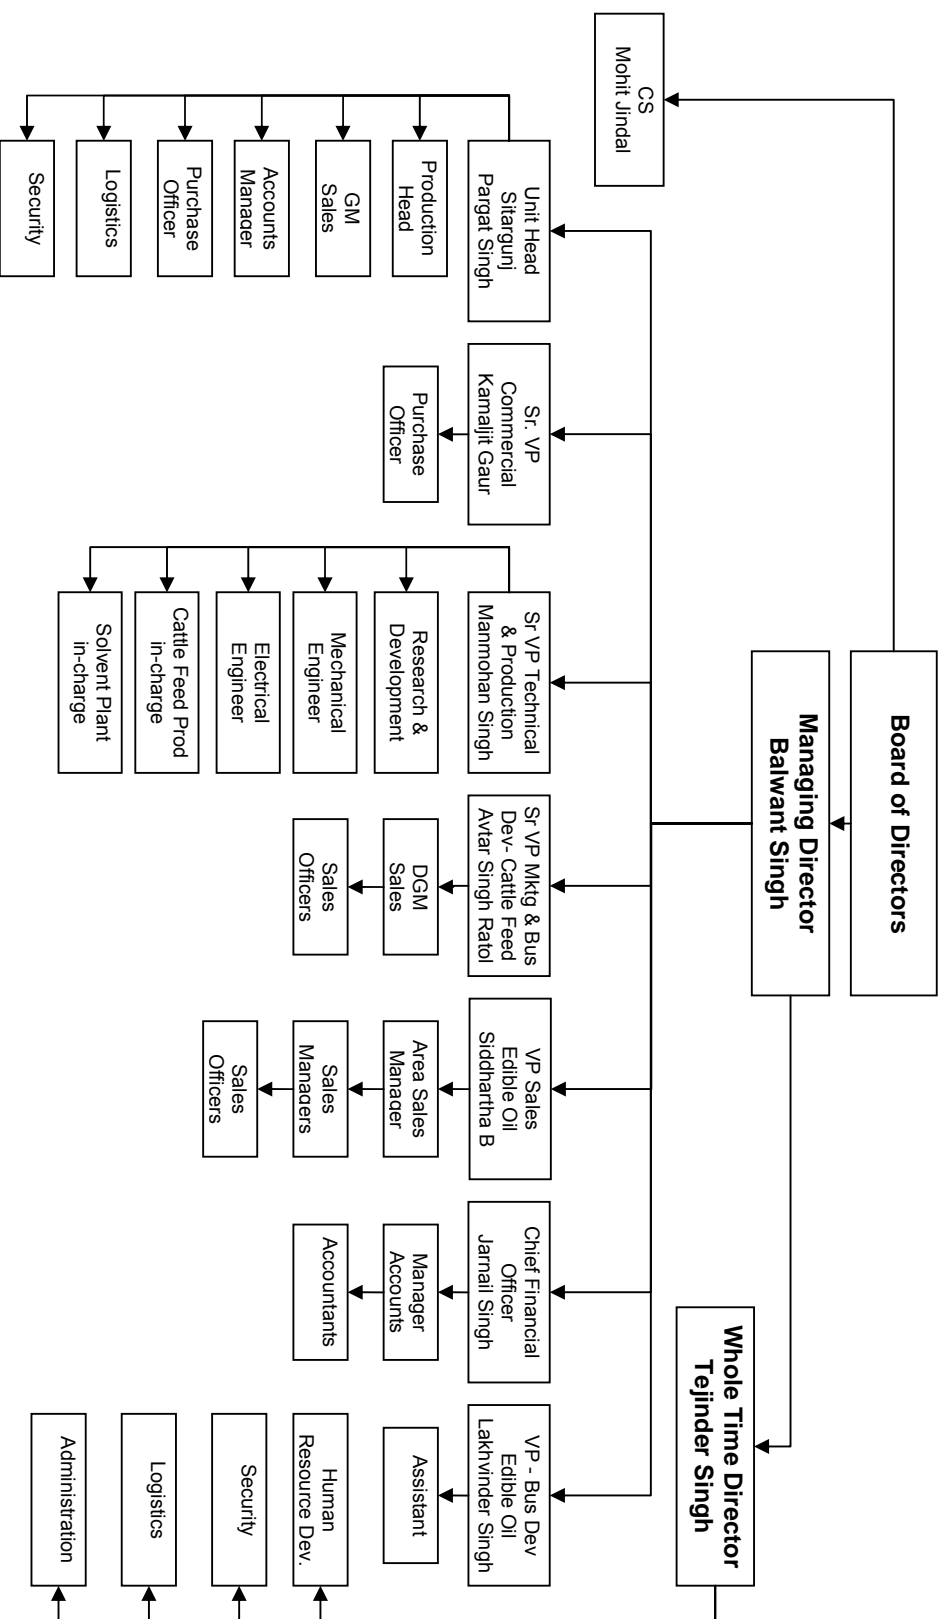 Board of Directors
Managing Director
Balwant Singh
Whole Time Director
Tejinder Singh
CS
Mohit Jindal
Unit Head
Sitargunj
Pargat Singh
Production
Head
GM
Sales
Accounts
Manager
Purchase
Officer
Logistics
Security
Sr. VP
Commercial
Kamaljit Gaur
Purchase
Officer
Sr VP Technical
& Production
Manmohan Singh
Research &
Development
Mechanical
Engineer
Electrical
Engineer
Cattle Feed Prod
in-charge
Solvent Plant
in-charge
Sr VP Mktg & Bus
Dev- Cattle Feed
Avtar Singh Ratol
DGM
Sales
Sales
Officers
VP Sales
Edible Oil
Siddhartha B
Area Sales
Manager
Sales
Managers
Sales
Officers
Chief Financial
Officer
Jarnail Singh
Manager
Accounts
Accountants
VP - Bus Dev
Edible Oil
Lakhvinder Singh
Assistant
Human
Resource Dev.
Security
Logistics
Administration